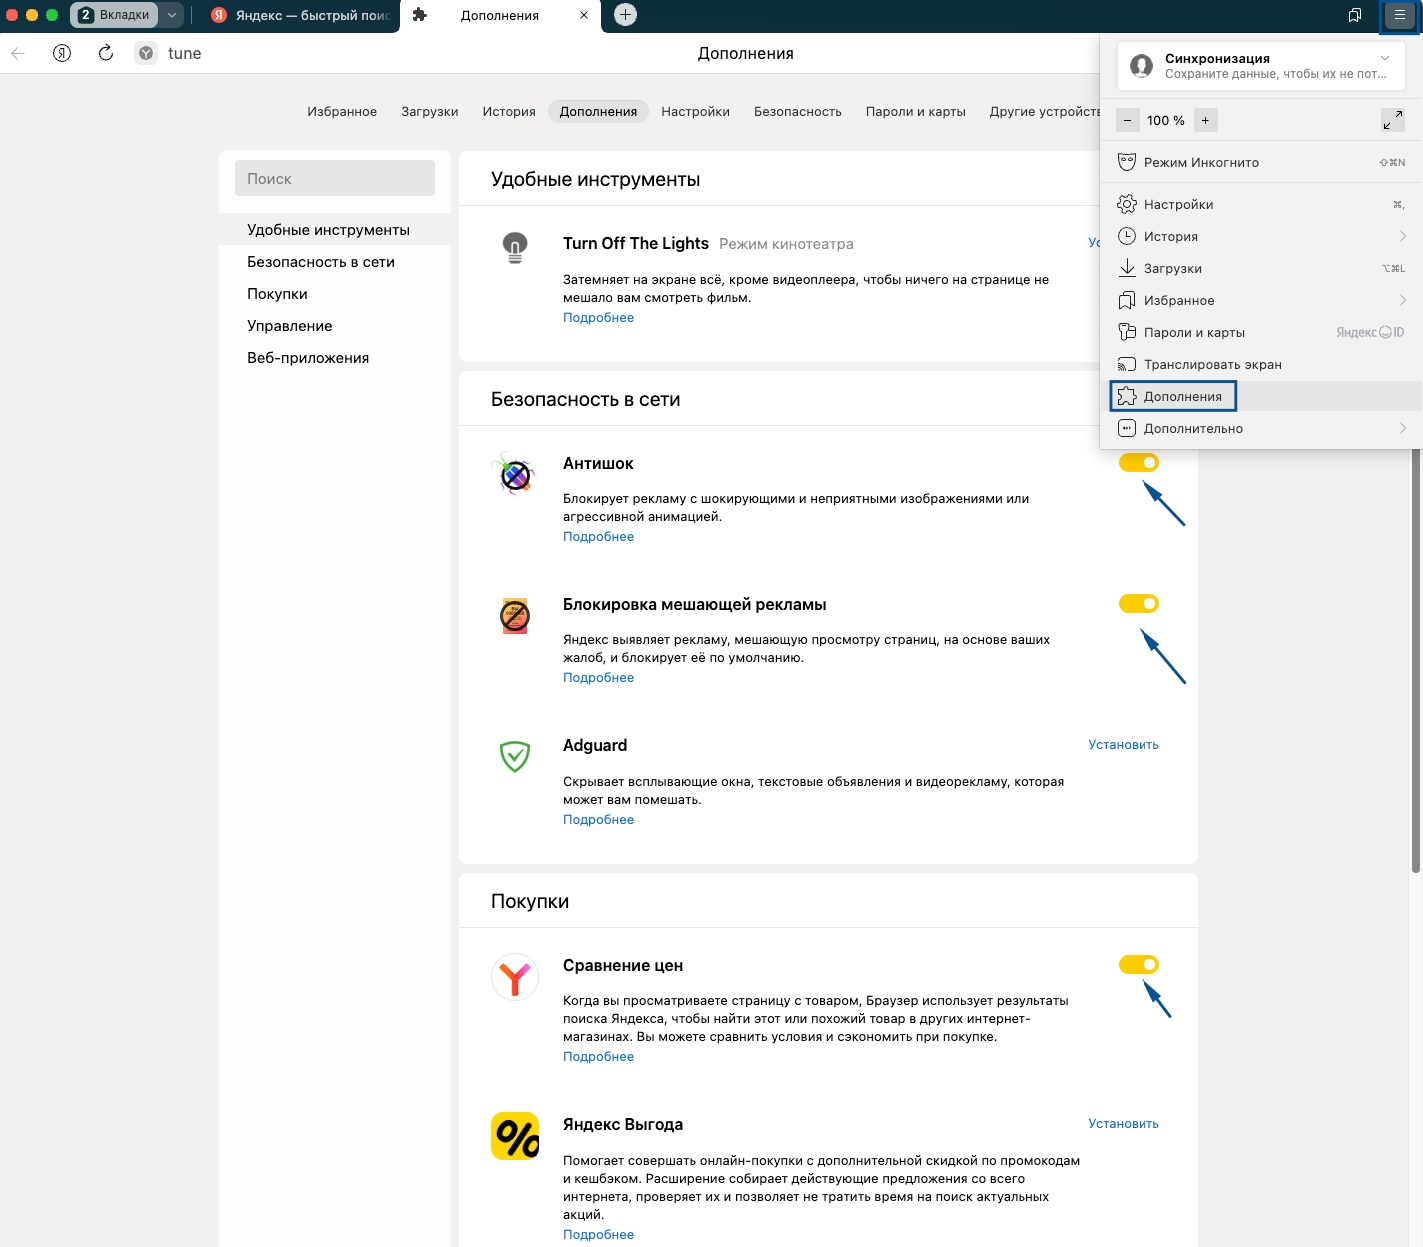 2 Вкладки
Яндекс — быстрый поис
Дополнения
tune
Дополнения
Избранное
Загрузки
История
Дополнения
Настройки
Безопасность
Пароли и карты
Другие устройств
Синхронизация
Сохраните данные, чтобы их не пот...
− 100 % +
Режим Инкогнито ⇧⌘N
Настройки ⌘,
История
Загрузки ⌥⌘L
Избранное
Пароли и карты Яндекс ID
Транслировать экран
Дополнения
Дополнительно
Поиск
Удобные инструменты
Безопасность в сети
Покупки
Управление
Веб-приложения
Удобные инструменты
Turn Off The Lights Режим кинотеатра
Ус
Затемняет на экране всё, кроме видеоплеера, чтобы ничего на странице не
мешало вам смотреть фильм.
Подробнее
Безопасность в сети
Антишок
Блокирует рекламу с шокирующими и неприятными изображениями или
агрессивной анимацией.
Подробнее
Блокировка мешающей рекламы
Яндекс выявляет рекламу, мешающую просмотру страниц, на основе ваших
жалоб, и блокирует её по умолчанию.
Подробнее
Adguard
Установить
Скрывает всплывающие окна, текстовые объявления и видеорекламу, которая
может вам помешать.
Подробнее
Покупки
Сравнение цен
Когда вы просматриваете страницу с товаром, Браузер использует результаты
поиска Яндекса, чтобы найти этот или похожий товар в других интернет-
магазинах. Вы можете сравнить условия и сэкономить при покупке.
Подробнее
Яндекс Выгода
Установить
Помогает совершать онлайн-покупки с дополнительной скидкой по промокодам
и кешбэком. Расширение собирает действующие предложения со всего
интернета, проверяет их и позволяет не тратить время на поиск актуальных
акций.
Подробнее